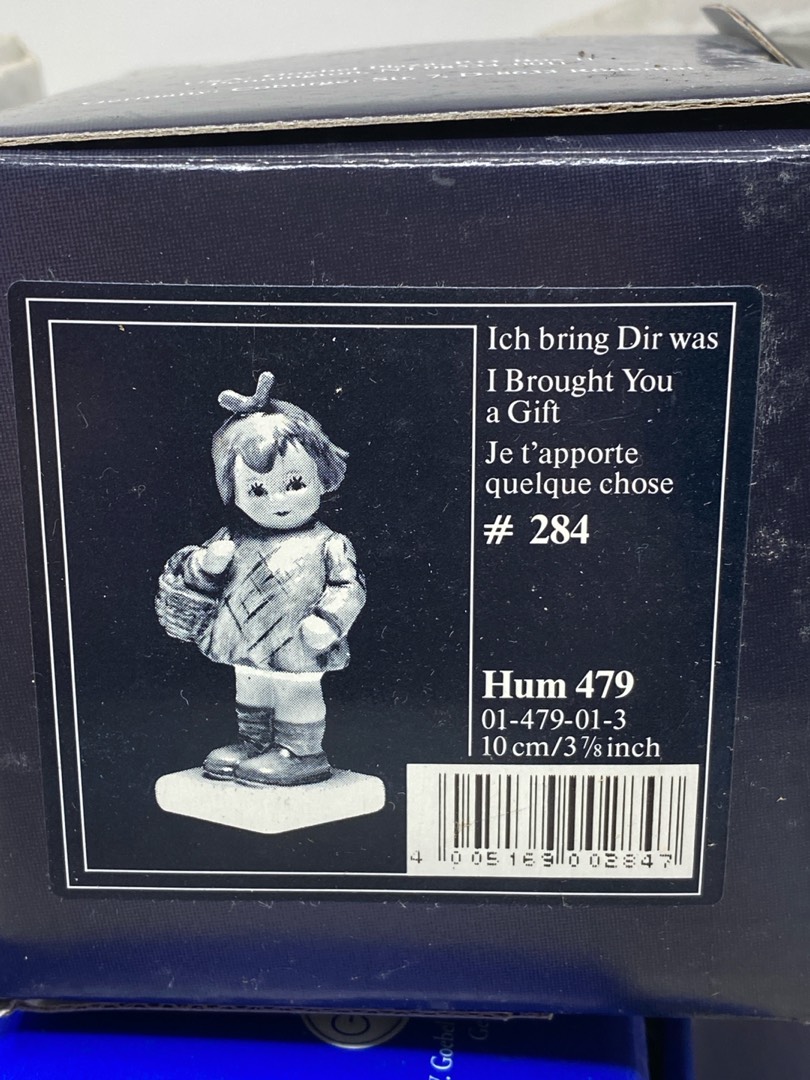 Ich bring Dir was
I Brought You
a Gift
Je t'apporte
quelque chose
# 284
Hum 479
01-479-01-3
10 cm/3 7/8 inch
4 005169 003847